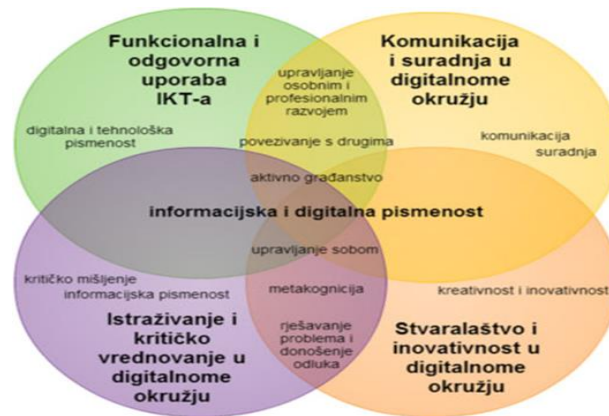 Funkcionalna i
odgovorna
uporaba
IKT-a
Komunikacija
i suradnja u
digitalnome
okružju
upravljanje
osobnim i
profesionalnim
razvojem
digitalna i tehnološka
pismenost
povezivanje s drugima
komunikacija
suradnja
aktivno građanstvo
informacijska i digitalna pismenost
upravljanje sobom
kritičko mišljenje
informacijska pismenost
metakognicija
kreativnost i inovativnost
Istraživanje i
kritičko
vrednovanje u
digitalnome
okružju
rješavanje
problema i
donošenje
odluka
Stvaralaštvo i
inovativnost u
digitalnome
okružju